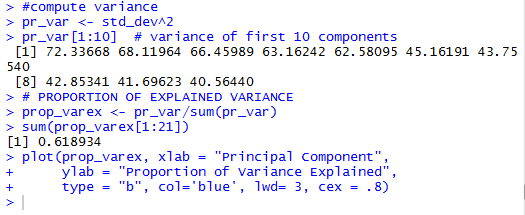 > #compute variance
> pr_var <- std_dev^2
> pr_var[1:10]  # variance of first 10 components
 [1] 72.33668 68.11964 66.45989 63.16242 62.58095 45.16191 43.75
540
 [8] 42.85341 41.69623 40.56440
> # PROPORTION OF EXPLAINED VARIANCE
> prop_varex <- pr_var/sum(pr_var)
> sum(prop_varex[1:21])
[1] 0.618934
> plot(prop_varex, xlab = "Principal Component",
+      ylab = "Proportion of Variance Explained",
+      type = "b", col='blue', lwd= 3, cex = .8)
>